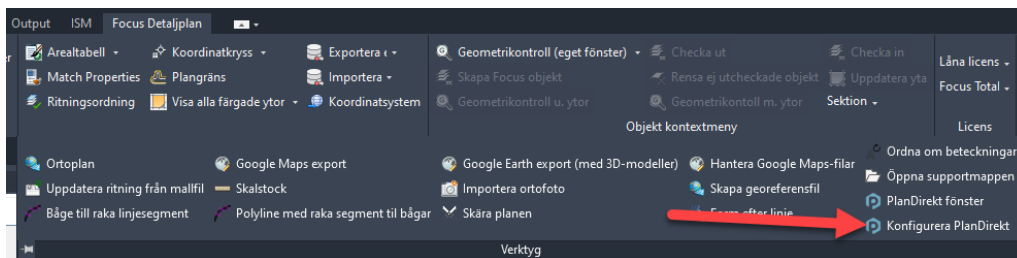 Output ISM Focus Detaljplan
Arealtabell Koordinatkryss Exportera Geometrikontroll (eget fönster) Checka ut Checka in
Låna licens
Match Properties Plangräns Importera Skapa Focus objekt Rensa ej utcheckade objekt Uppdatera yta
Focus Total
Ritningsordning Visa alla färgade ytor Koordinatsystem Geometrikontroll u. ytor Geometrikontoll m. ytor Sektion
Objekt kontextmeny Licens
Ordna om beteckningar
Ortoplan Google Maps export Google Earth export (med 3D-modeller) Hantera Google Maps-filar
Öppna supportmappen
Uppdatera ritning från mallfil Skalstock Importera ortofoto Skapa georeferensfil
PlanDirekt fönster
Båge till raka linjesegment Polyline med raka segment til bågar Skära planen Form efter linje
Konfigurera PlanDirekt
Verktyg